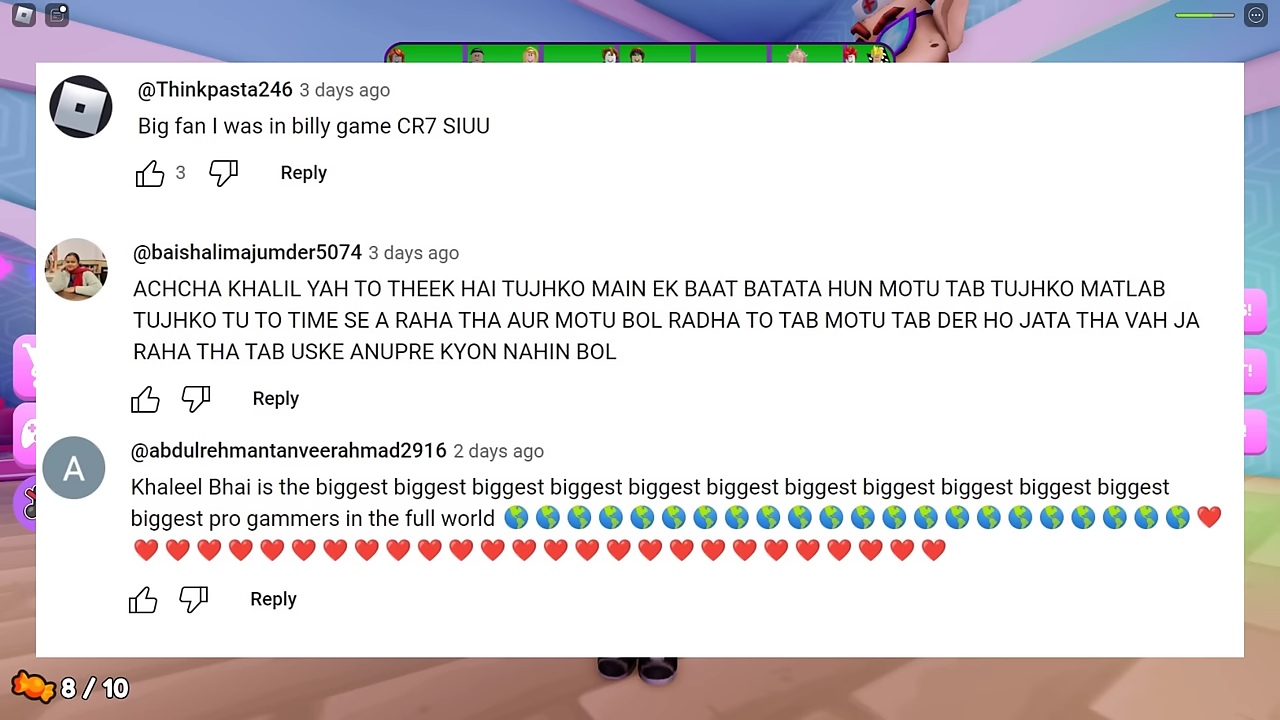 @Thinkpasta246 3 days ago
Big fan I was in billy game CR7 SIUU
3 Reply
@baishalimajumder5074 3 days ago
ACHCHA KHALIL YAH TO THEEK HAI TUJHKO MAIN EK BAAT BATATA HUN MOTU TAB TUJHKO MATLAB
TUJHKO TU TO TIME SE A RAHA THA AUR MOTU BOL RADHA TO TAB MOTU TAB DER HO JATA THA VAH JA
RAHA THA TAB USKE ANUPRE KYON NAHIN BOL
Reply
A
@abdulrehmantanveerahmad2916 2 days ago
Khaleel Bhai is the biggest biggest biggest biggest biggest biggest biggest biggest biggest biggest biggest
biggest pro gammers in the full world 🌎🌎🌎🌎🌎🌎🌎🌎🌎🌎🌎🌎🌎🌎🌎🌎🌎🌎🌎🌎🌎🌎❤️
❤️❤️❤️❤️❤️❤️❤️❤️❤️❤️❤️❤️❤️❤️❤️❤️❤️❤️❤️❤️❤️❤️❤️❤️❤️❤️
Reply
8 / 10